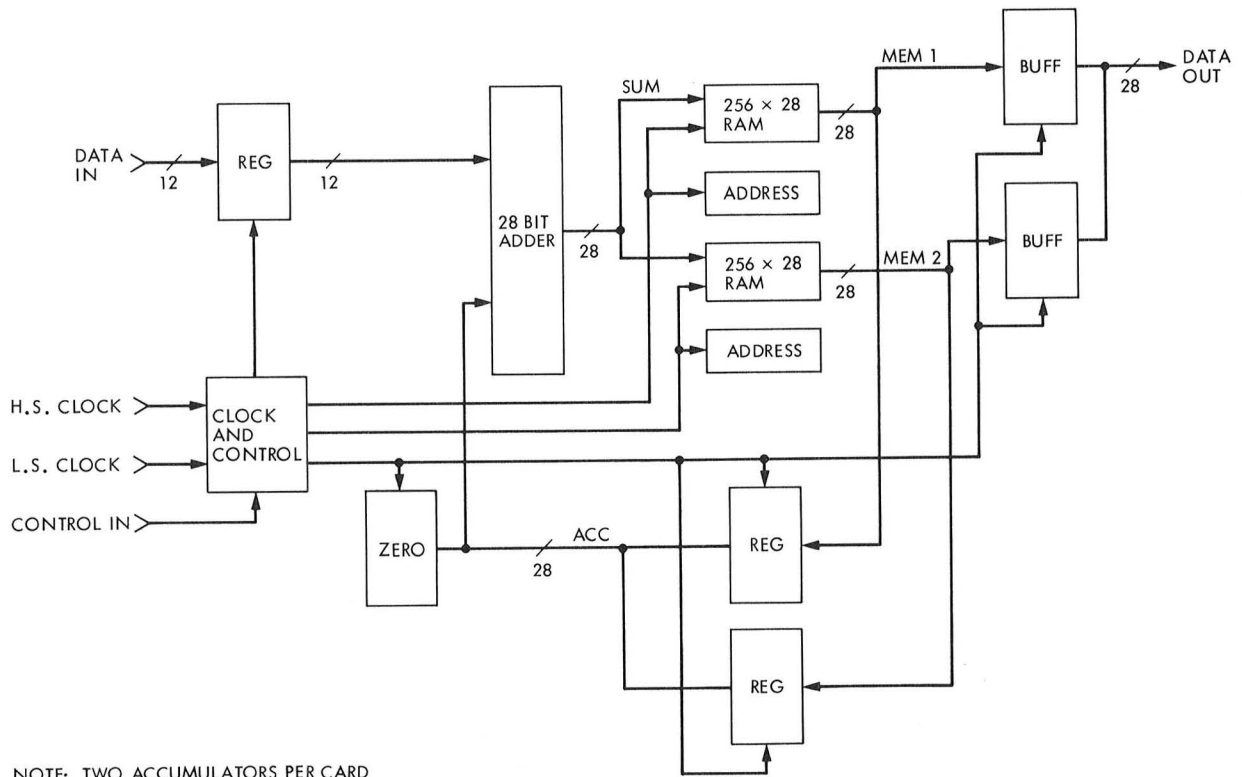 MEM 1
BUFF
DATA
OUT
28
SUM
256 × 28
RAM
28
DATA
IN
12
REG
12
ADDRESS
28 BIT
ADDER
28
256 × 28
RAM
28
MEM 2
BUFF
ADDRESS
H.S. CLOCK
CLOCK
AND
CONTROL
L.S. CLOCK
CONTROL IN
ZERO
28
ACC
REG
REG
NOTE: TWO ACCUMULATORS PER CARD